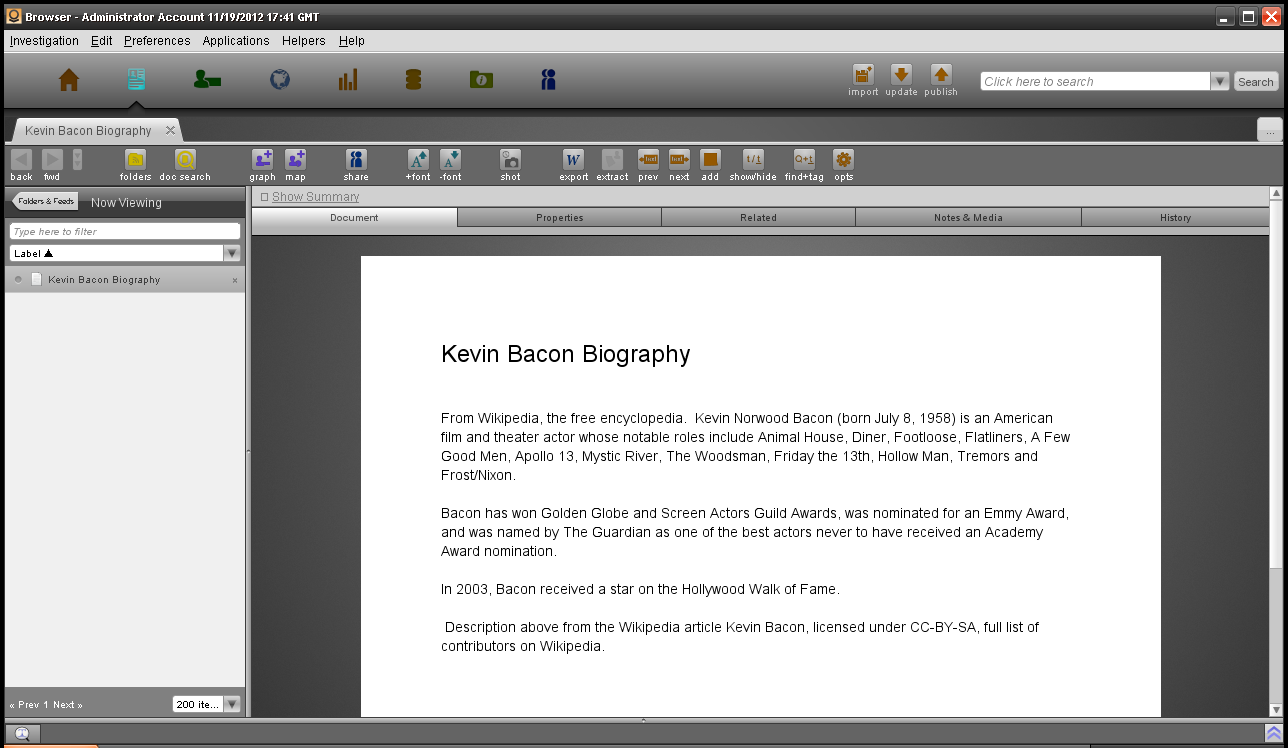 Browser - Administrator Account 11/19/2012 17:41 GMT
Investigation Edit Preferences Applications Helpers Help
import update publish
Click here to search
Search
Kevin Bacon Biography
...
back fwd folders doc search graph map share +font -font shot export extract prev next add show/hide find+tag opts
Folders & Feeds Now Viewing
Show Summary
Document Properties Related Notes & Media History
Type here to filter
Label
Kevin Bacon Biography
Kevin Bacon Biography
From Wikipedia, the free encyclopedia. Kevin Norwood Bacon (born July 8, 1958) is an American
film and theater actor whose notable roles include Animal House, Diner, Footloose, Flatliners, A Few
Good Men, Apollo 13, Mystic River, The Woodsman, Friday the 13th, Hollow Man, Tremors and
Frost/Nixon.
Bacon has won Golden Globe and Screen Actors Guild Awards, was nominated for an Emmy Award,
and was named by The Guardian as one of the best actors never to have received an Academy
Award nomination.
In 2003, Bacon received a star on the Hollywood Walk of Fame.
Description above from the Wikipedia article Kevin Bacon, licensed under CC-BY-SA, full list of
contributors on Wikipedia.
« Prev 1 Next »
200 ite...